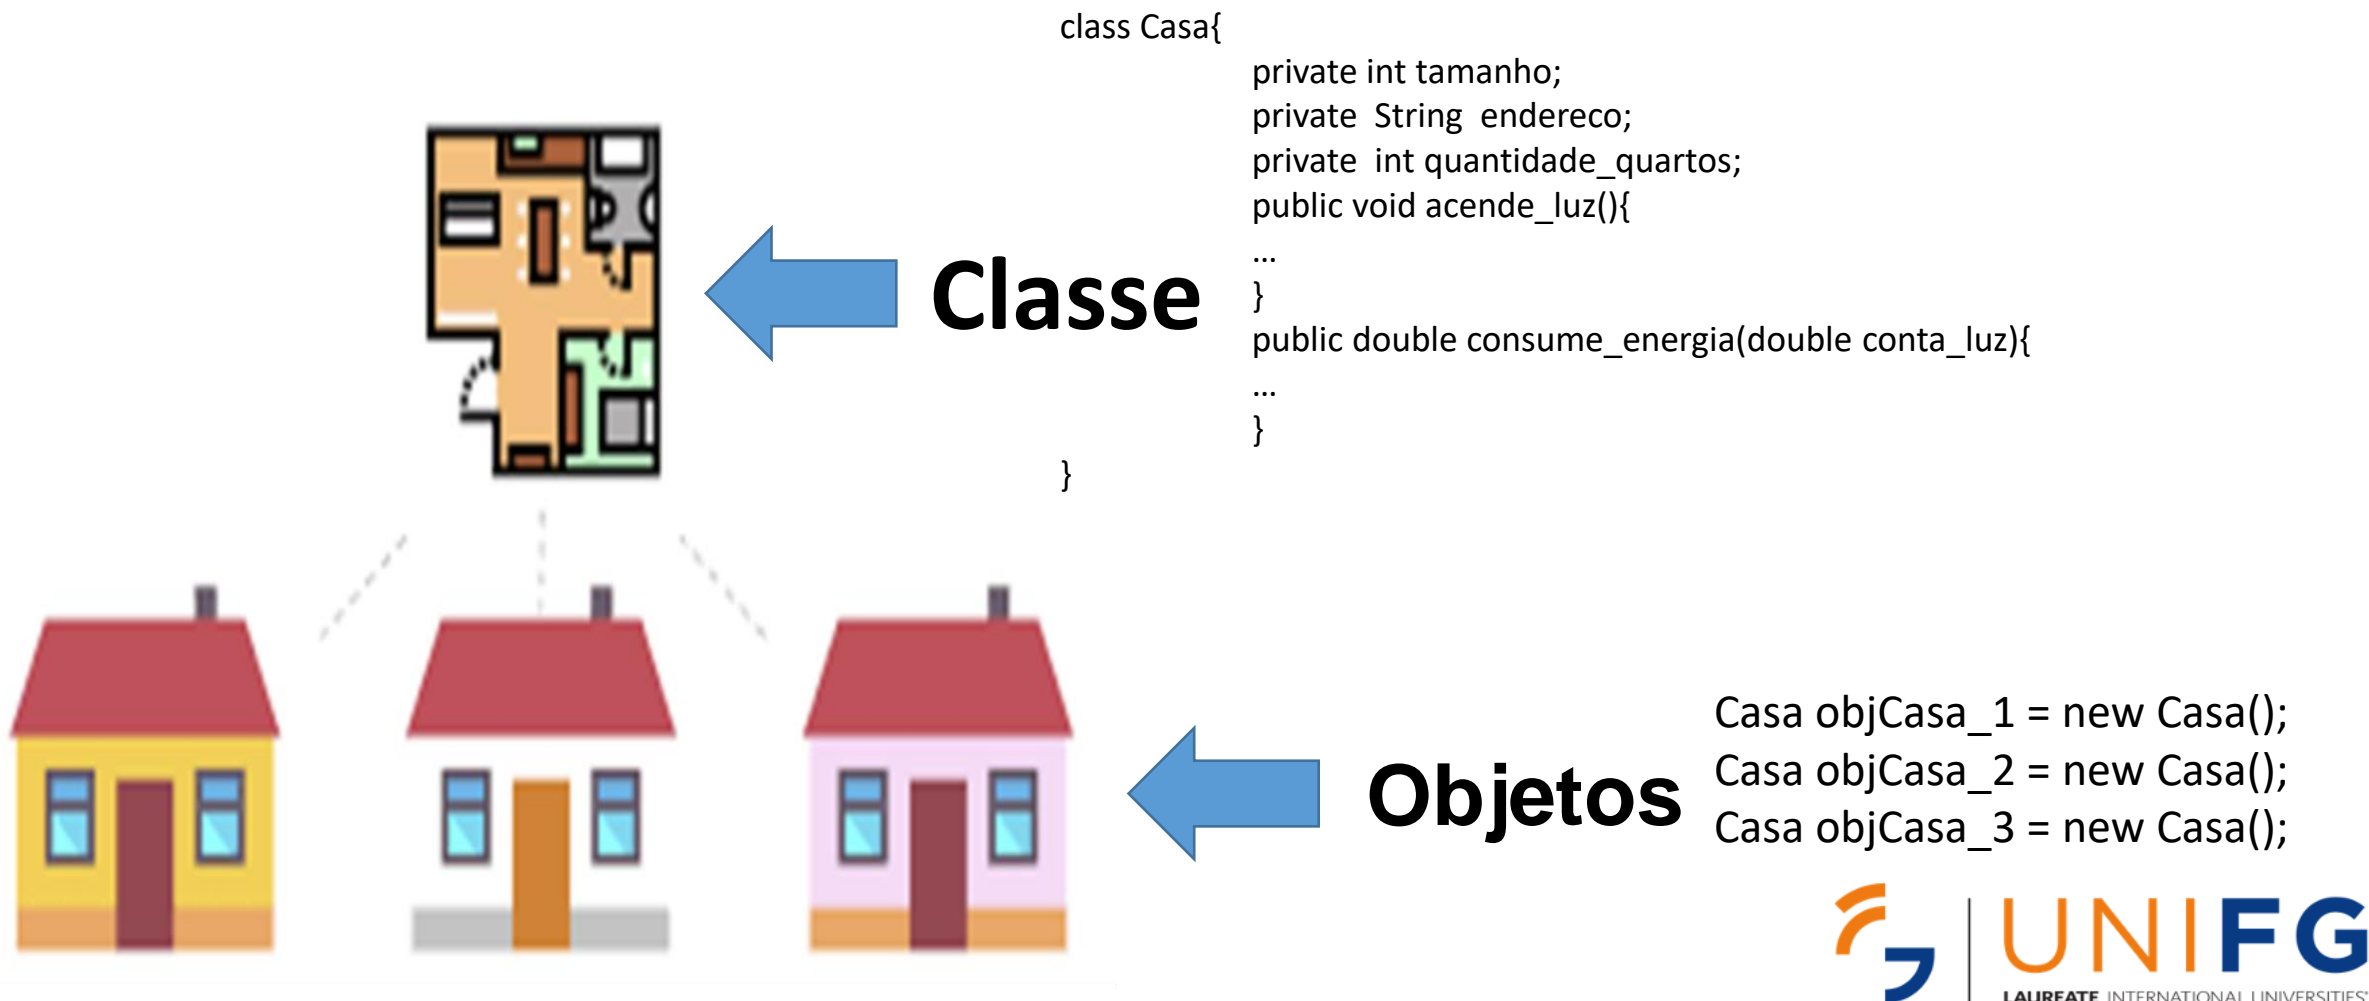 class Casa{
private int tamanho;
private String endereco;
private int quantidade_quartos;
public void acende_luz(){
...
}
public double consume_energia(double conta_luz){
...
}
}
Classe
Objetos
Casa objCasa_1 = new Casa();
Casa objCasa_2 = new Casa();
Casa objCasa_3 = new Casa();
UNIFG
LAUREATE INTERNATIONAL UNIVERSITIES